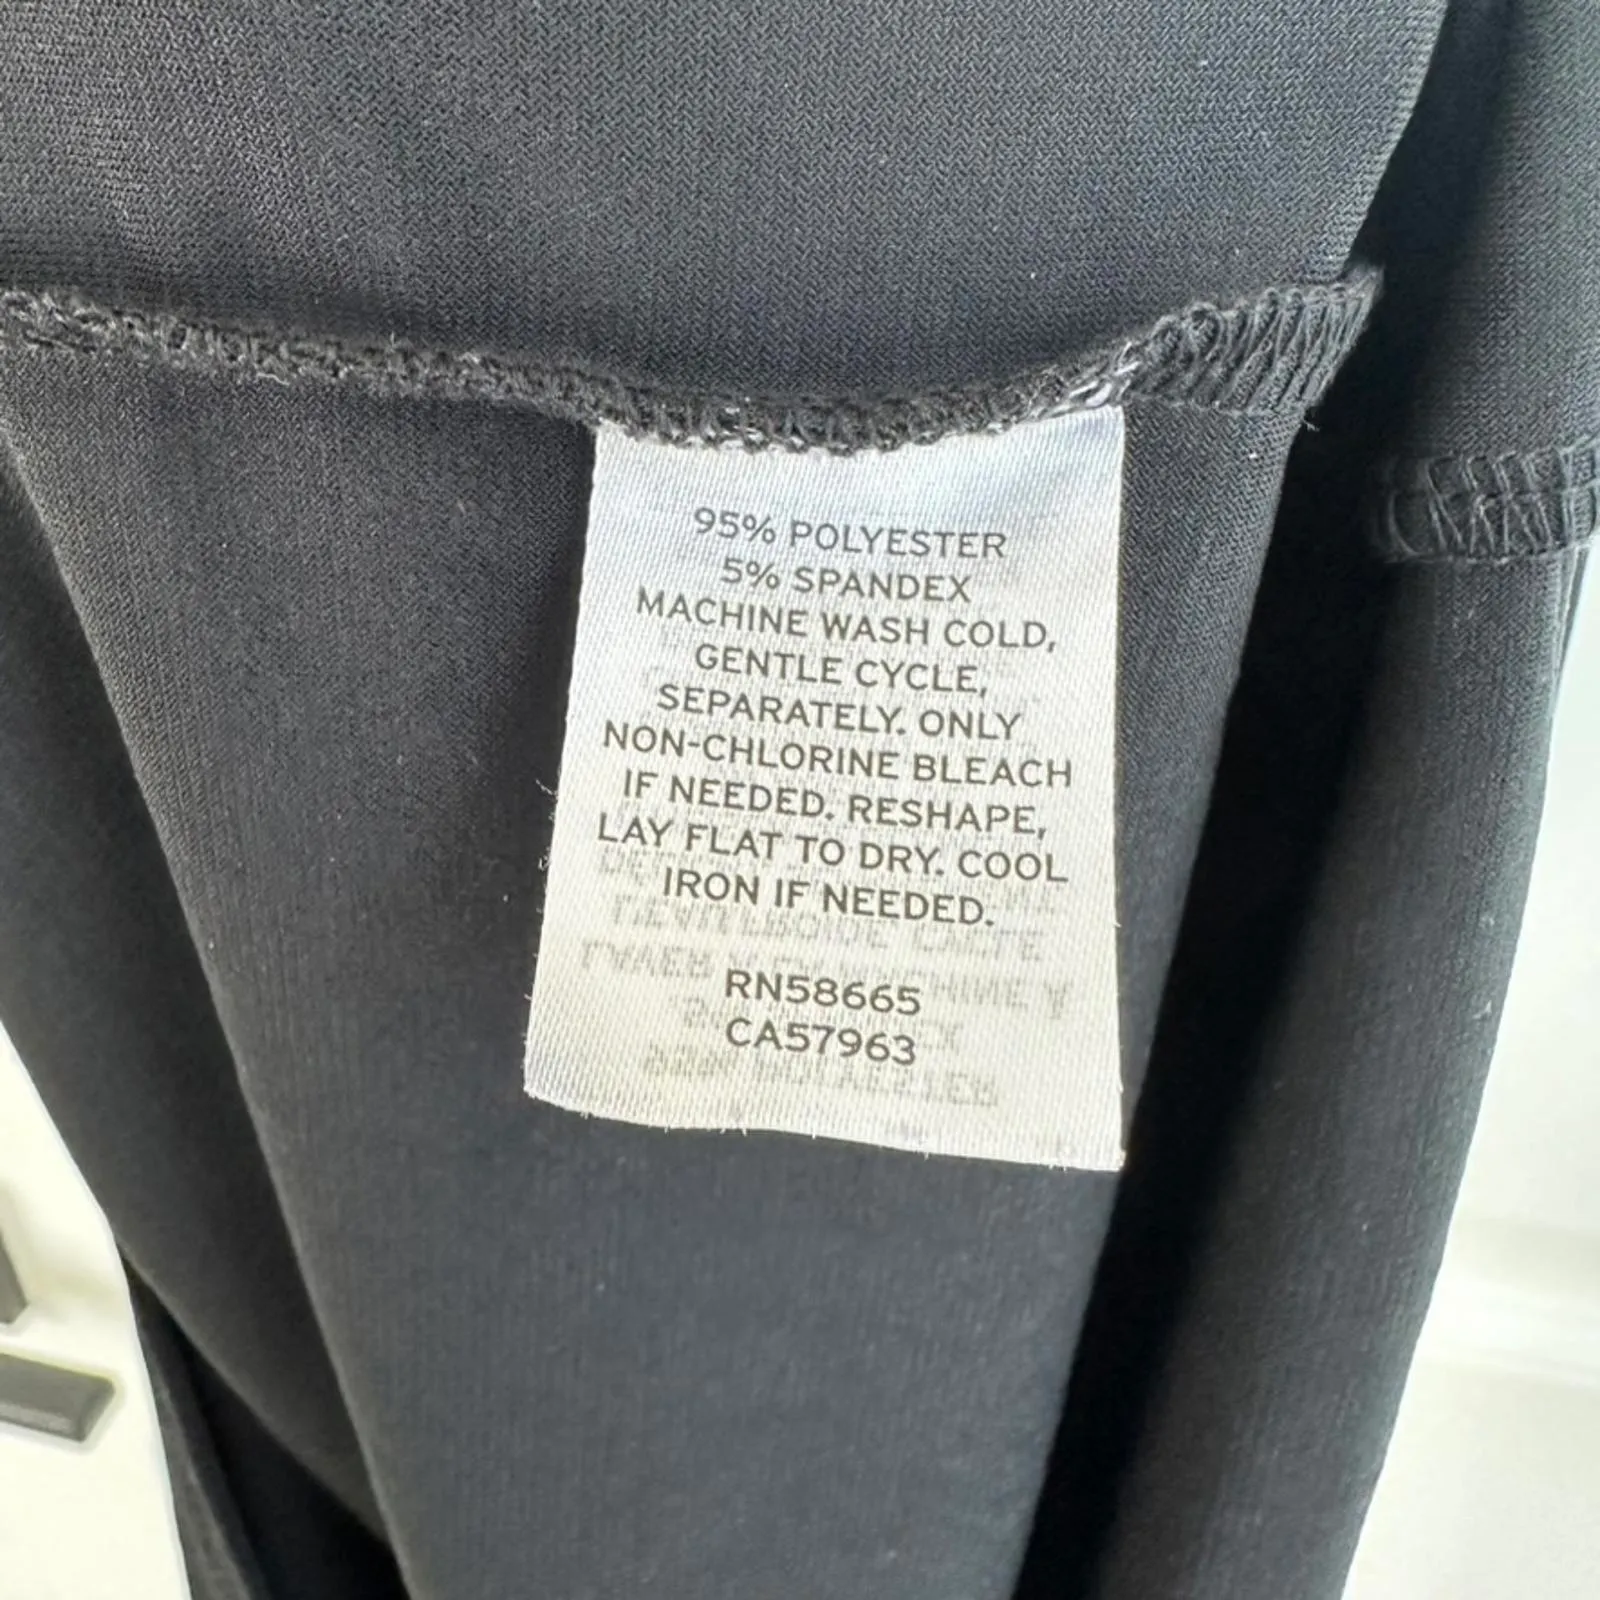 95% POLYESTER
5% SPANDEX
MACHINE WASH COLD,
GENTLE CYCLE,
SEPARATELY. ONLY
NON-CHLORINE BLEACH
IF NEEDED. RESHAPE,
LAY FLAT TO DRY. COOL
IRON IF NEEDED.
RN58665
CA57963